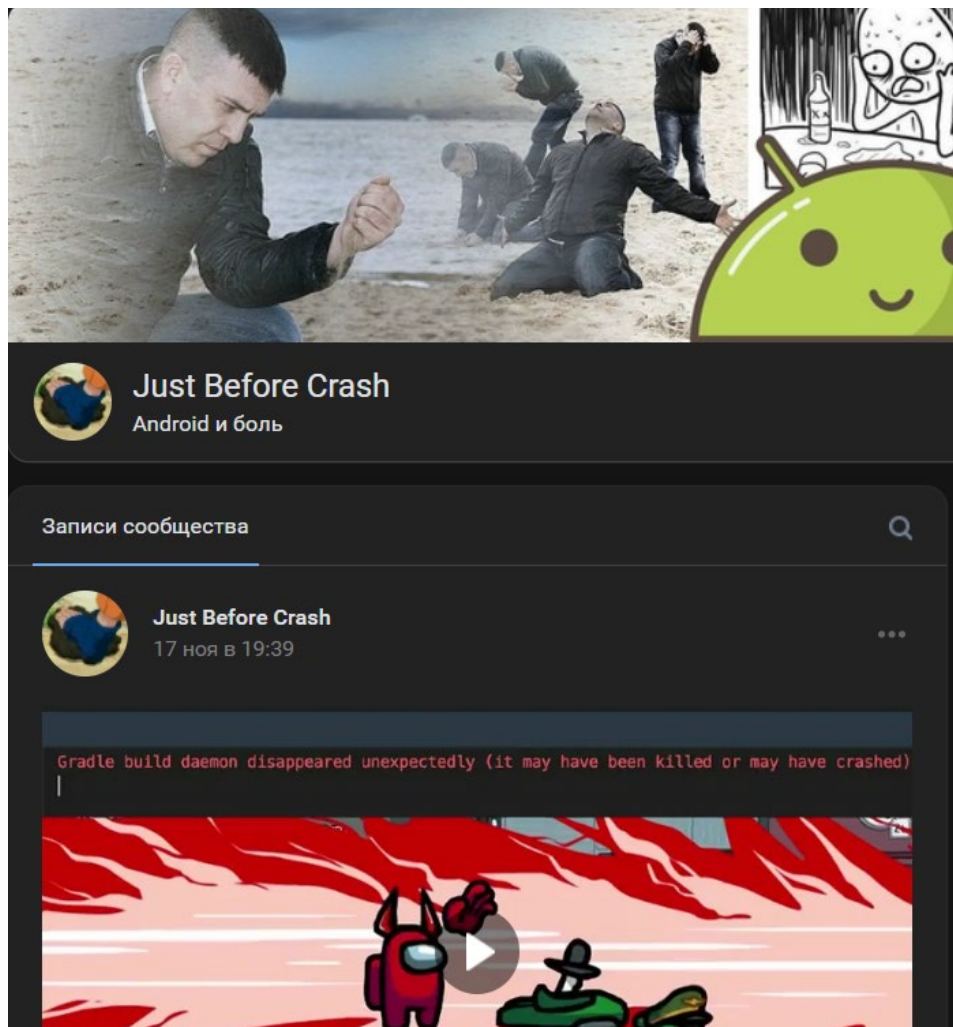 Just Before Crash
Android и боль
Записи сообщества
Just Before Crash
17 ноя в 19:39
Gradle build daemon disappeared unexpectedly (it may have been killed or may have crashed)